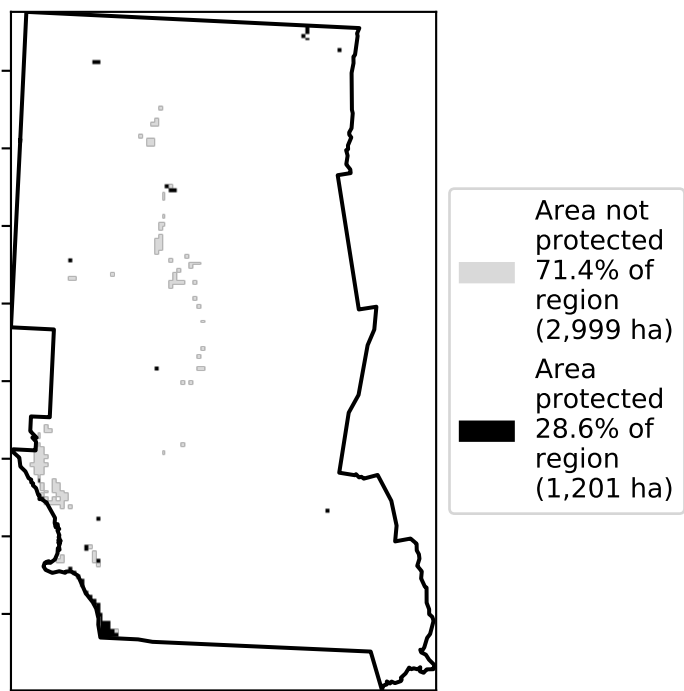 Area not
protected
71.4% of
region
(2,999 ha)
Area
protected
28.6% of
region
(1,201 ha)